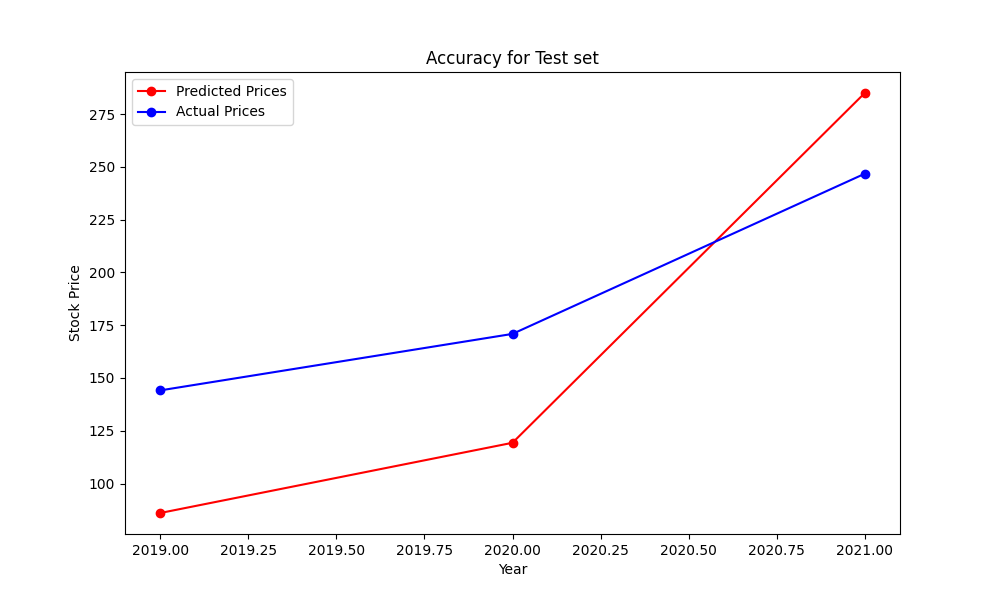 Accuracy for Test set
Predicted Prices
Actual Prices
275
250
225
200
175
150
125
100
Stock Price
2019.00 2019.25 2019.50 2019.75 2020.00 2020.25 2020.50 2020.75 2021.00
Year